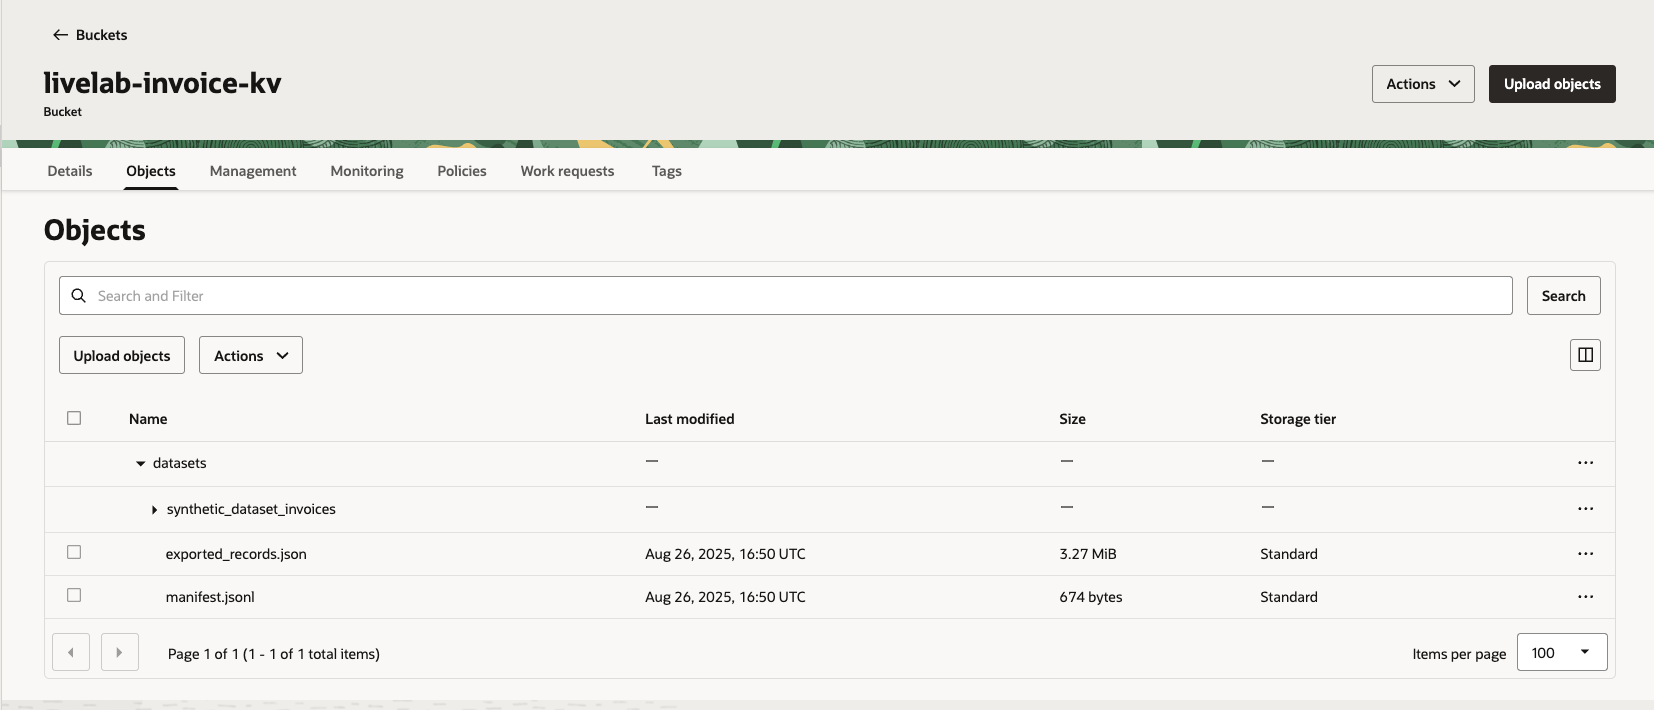 Buckets
livelab-invoice-kv
Bucket
Actions Upload objects
Details Objects Management Monitoring Policies Work requests Tags
Objects
Search and Filter Search
Upload objects Actions
Name Last modified Size Storage tier
datasets — — —
synthetic_dataset_invoices — — —
exported_records.json Aug 26, 2025, 16:50 UTC 3.27 MiB Standard
manifest.jsonl Aug 26, 2025, 16:50 UTC 674 bytes Standard
Page 1 of 1 (1 - 1 of 1 total items) Items per page 100